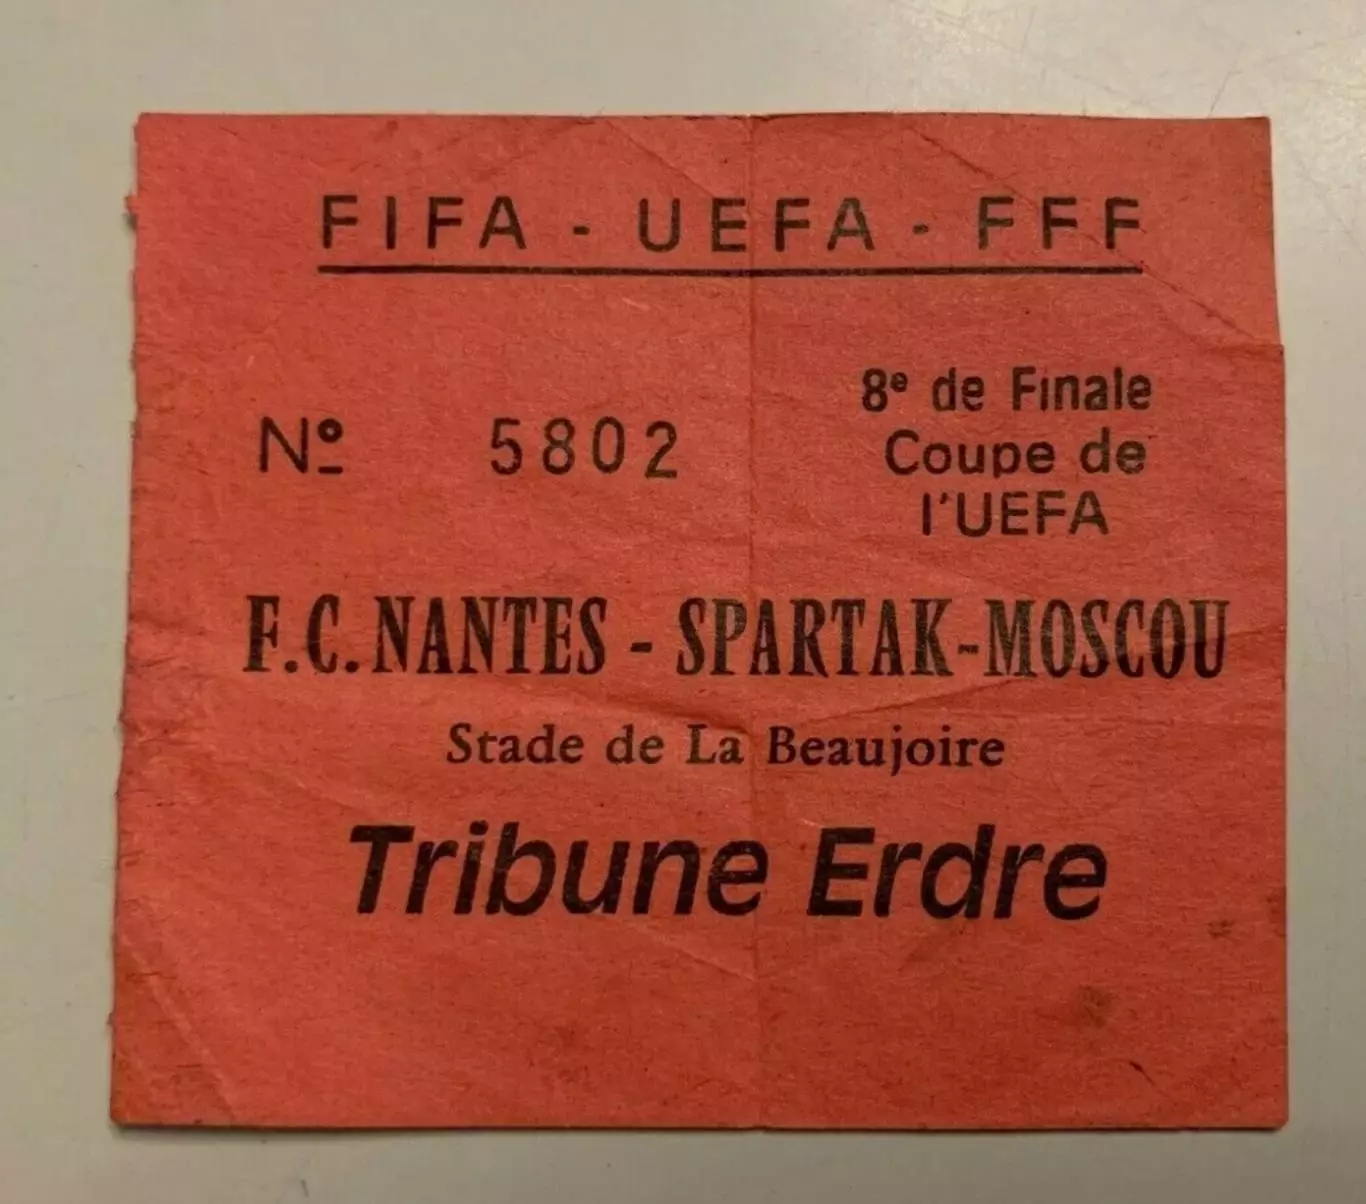 FIFA - UEFA - FFF
8e de Finale
Nº 5802
Coupe de
l'UEFA
F.C. NANTES - SPARTAK-MOSCOU
Stade de La Beaujoire
Tribune Erdre